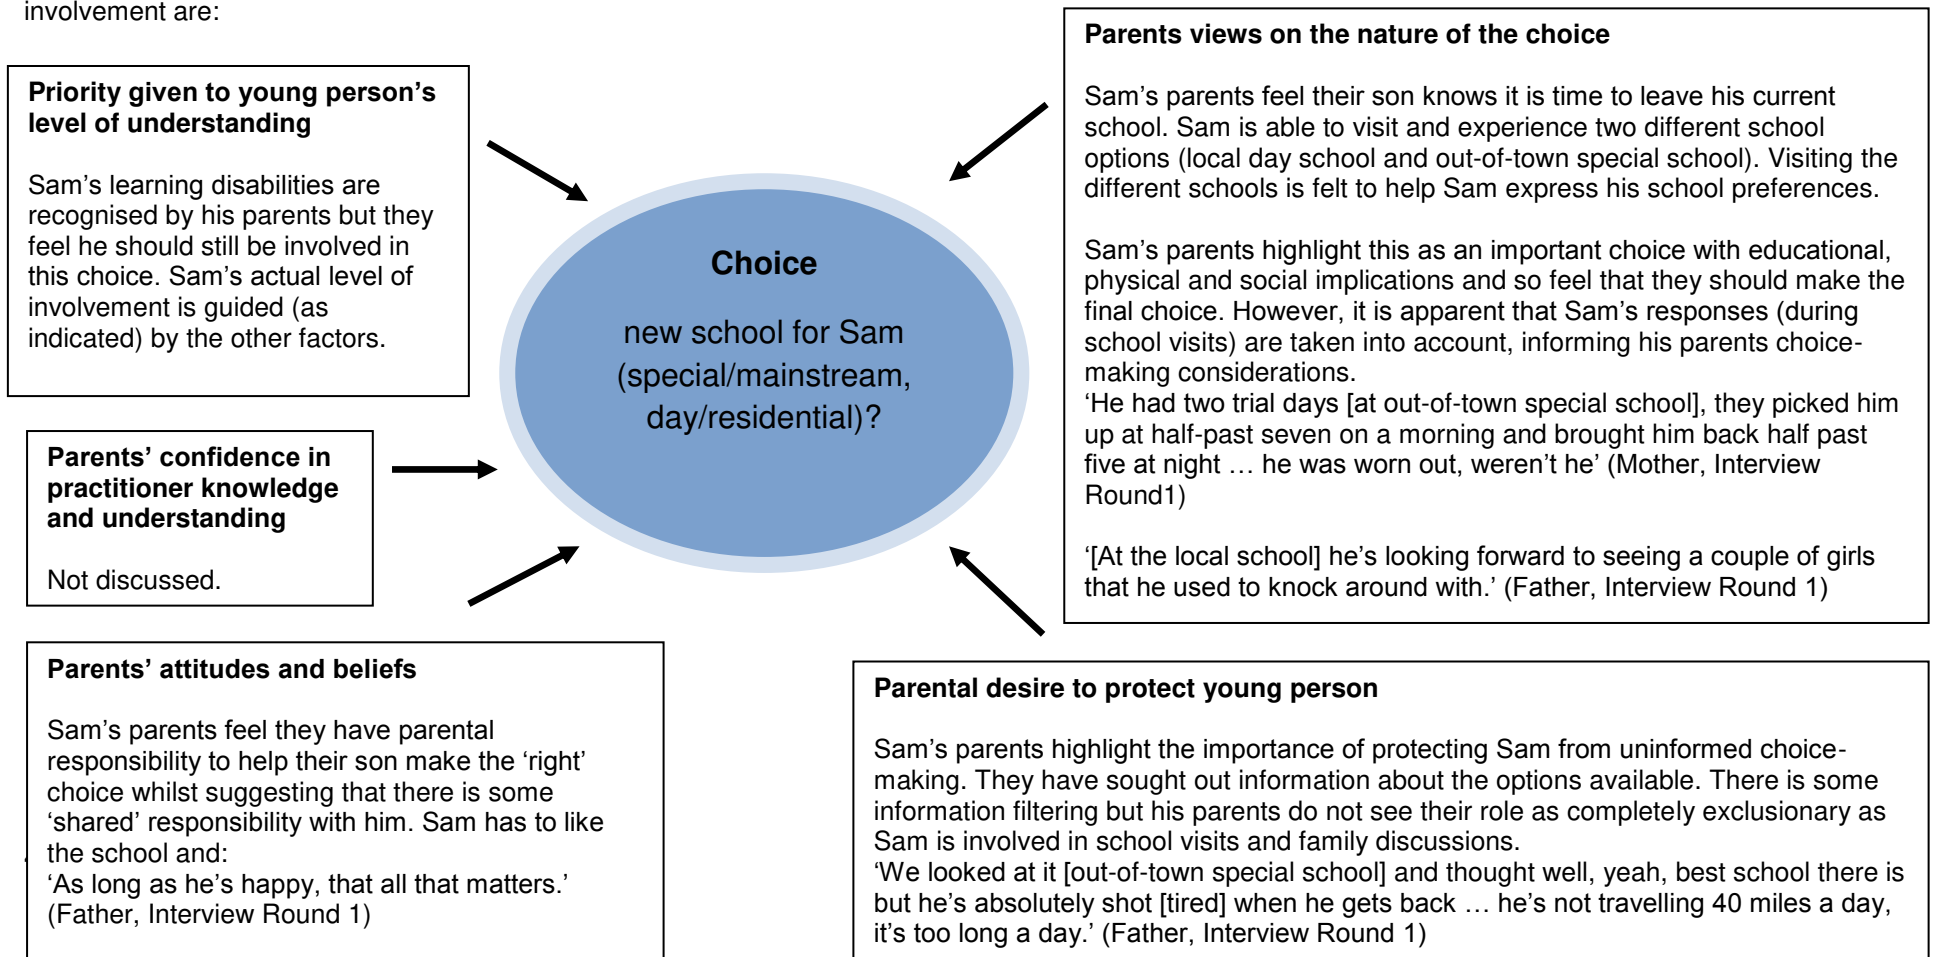 involvement are:
Priority given to young person’s
level of understanding
Sam’s learning disabilities are
recognised by his parents but they
feel he should still be involved in
this choice. Sam’s actual level of
involvement is guided (as
indicated) by the other factors.
Parents’ confidence in
practitioner knowledge
and understanding
Not discussed.
Parents’ attitudes and beliefs
Sam’s parents feel they have parental
responsibility to help their son make the ‘right’
choice whilst suggesting that there is some
‘shared’ responsibility with him. Sam has to like
the school and:
‘As long as he’s happy, that all that matters.’
(Father, Interview Round 1)
Choice
new school for Sam
(special/mainstream,
day/residential)?
Parents views on the nature of the choice
Sam’s parents feel their son knows it is time to leave his current
school. Sam is able to visit and experience two different school
options (local day school and out-of-town special school). Visiting the
different schools is felt to help Sam express his school preferences.
Sam’s parents highlight this as an important choice with educational,
physical and social implications and so feel that they should make the
final choice. However, it is apparent that Sam’s responses (during
school visits) are taken into account, informing his parents choice-
making considerations.
‘He had two trial days [at out-of-town special school], they picked him
up at half-past seven on a morning and brought him back half past
five at night … he was worn out, weren’t he’ (Mother, Interview
Round1)
‘[At the local school] he’s looking forward to seeing a couple of girls
that he used to knock around with.’ (Father, Interview Round 1)
Parental desire to protect young person
Sam’s parents highlight the importance of protecting Sam from uninformed choice-
making. They have sought out information about the options available. There is some
information filtering but his parents do not see their role as completely exclusionary as
Sam is involved in school visits and family discussions.
‘We looked at it [out-of-town special school] and thought well, yeah, best school there is
but he’s absolutely shot [tired] when he gets back … he’s not travelling 40 miles a day,
it’s too long a day.’ (Father, Interview Round 1)